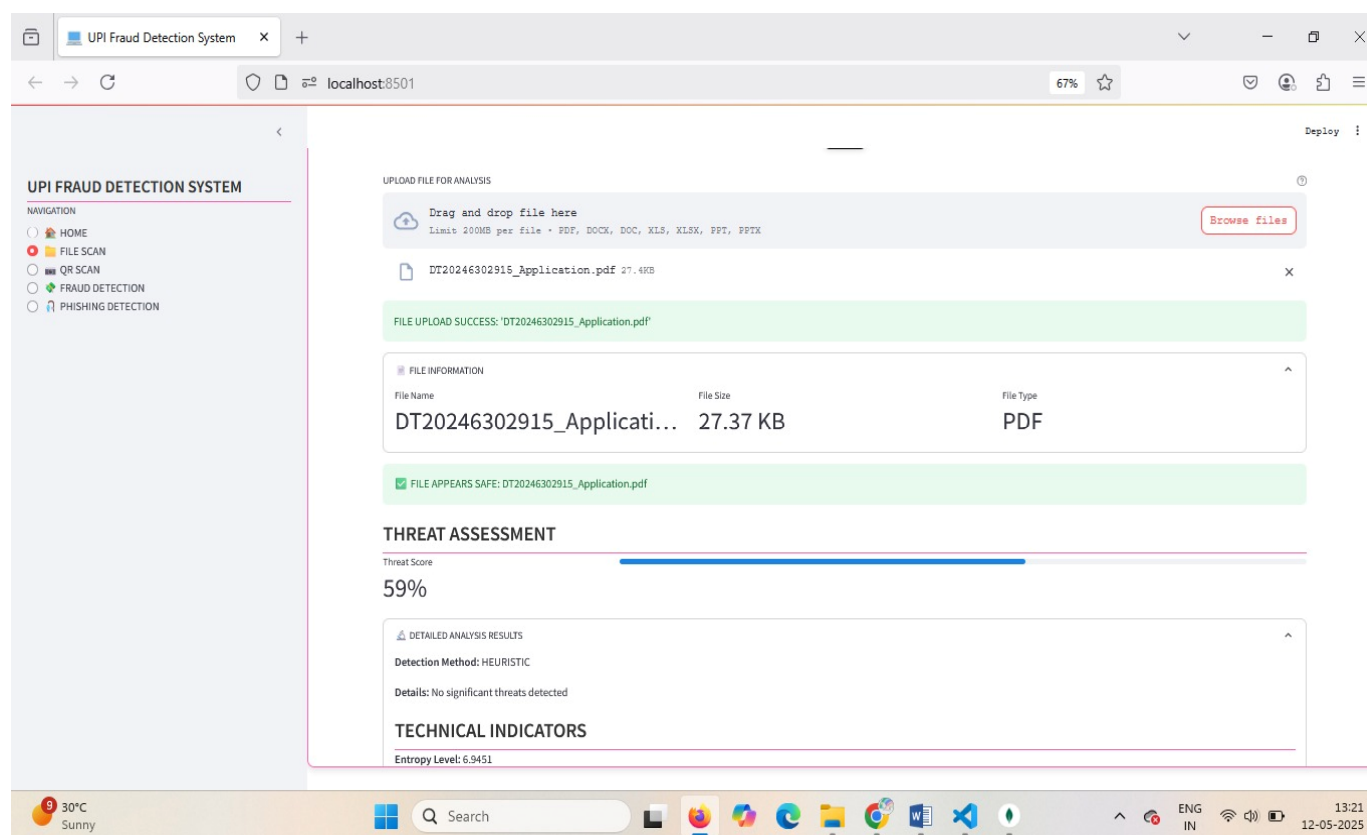 UPI Fraud Detection System
localhost:8501
67%
Deploy
UPI FRAUD DETECTION SYSTEM
NAVIGATION
HOME
FILE SCAN
QR SCAN
FRAUD DETECTION
PHISHING DETECTION
UPLOAD FILE FOR ANALYSIS
Drag and drop file here
Limit 200MB per file • PDF, DOCX, DOC, XLS, XLSX, PPT, PPTX
Browse files
DT20246302915_Application.pdf 27.4KB
FILE UPLOAD SUCCESS: 'DT20246302915_Application.pdf'
FILE INFORMATION
File Name
DT20246302915_Applicati...
File Size
27.37 KB
File Type
PDF
FILE APPEARS SAFE: DT20246302915_Application.pdf
THREAT ASSESSMENT
Threat Score
59%
DETAILED ANALYSIS RESULTS
Detection Method: HEURISTIC
Details: No significant threats detected
TECHNICAL INDICATORS
Entropy Level: 6.9451
9
30°C
Sunny
Search
ENG
IN
13:21
12-05-2025